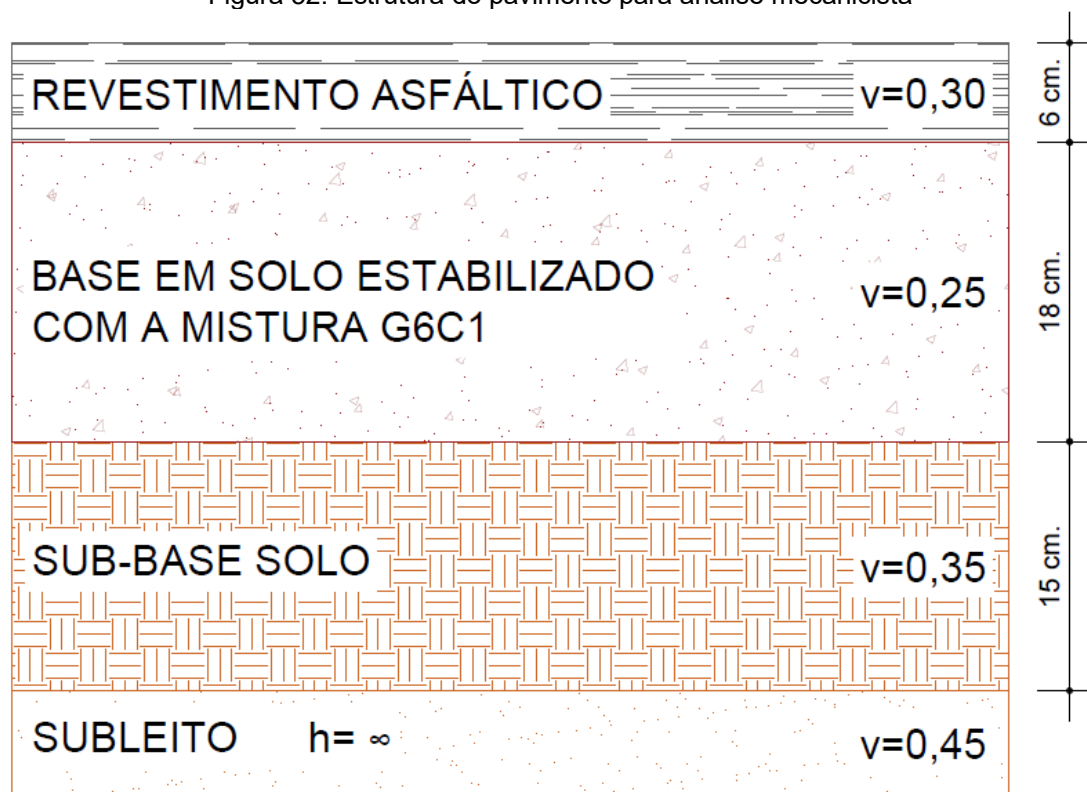 Figura 32: Estrutura do pavimento para análise mecanicista
REVESTIMENTO ASFÁLTICO v=0,30 6 cm.
BASE EM SOLO ESTABILIZADO
COM A MISTURA G6C1 v=0,25 18 cm.
SUB-BASE SOLO v=0,35 15 cm.
SUBLEITO h= ∞ v=0,45